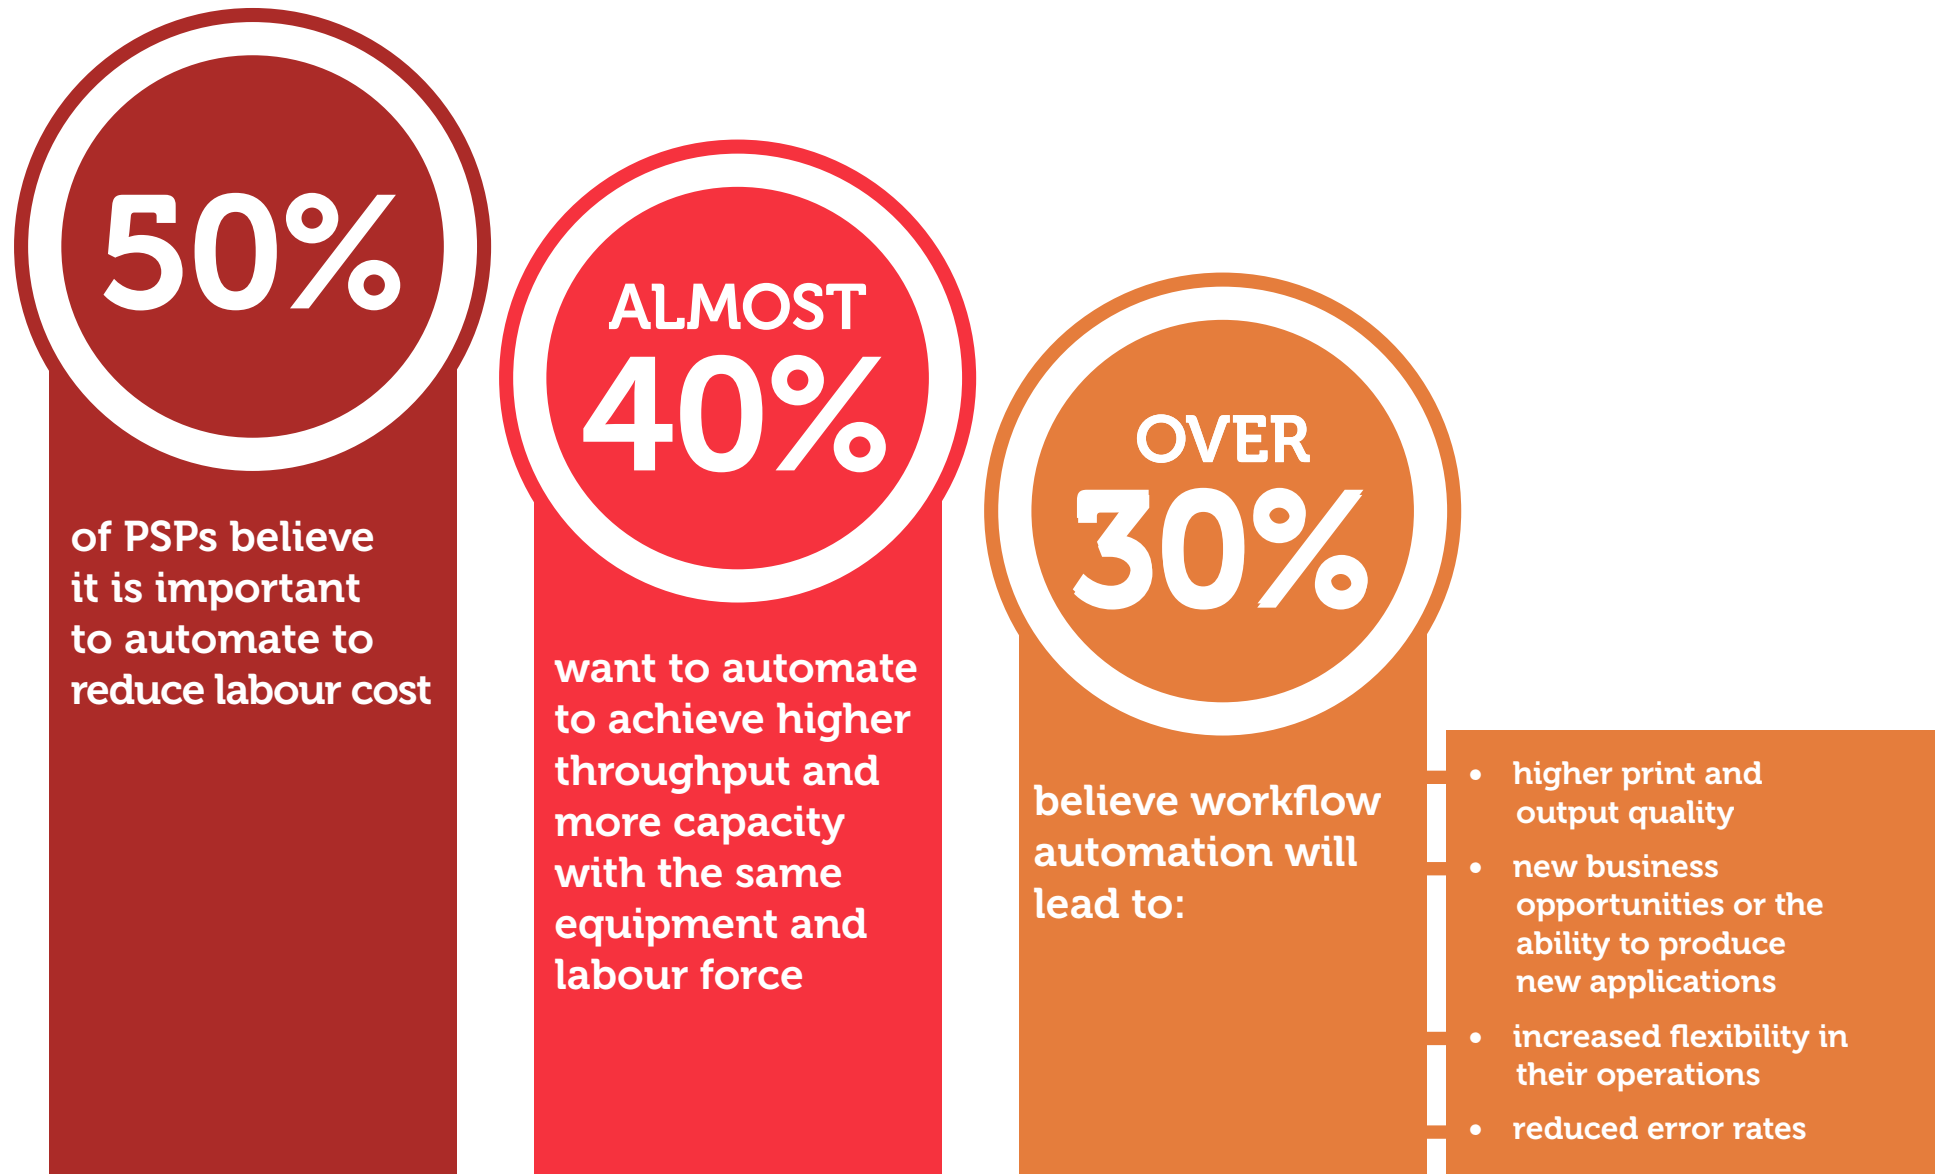 50%
of PSPs believe
it is important
to automate to
reduce labour cost
ALMOST
40%
want to automate
to achieve higher
throughput and
more capacity
with the same
equipment and
labour force
OVER
30%
believe workflow
automation will
lead to:
• higher print and
output quality
• new business
opportunities or the
ability to produce
new applications
• increased flexibility in
their operations
• reduced error rates